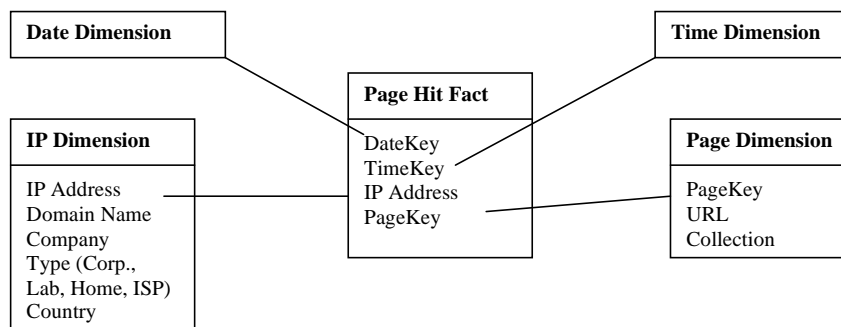 Date Dimension
Time Dimension
Page Hit Fact
DateKey
TimeKey
IP Address
PageKey
IP Dimension
IP Address
Domain Name
Company
Type (Corp.,
Lab, Home, ISP)
Country
Page Dimension
PageKey
URL
Collection